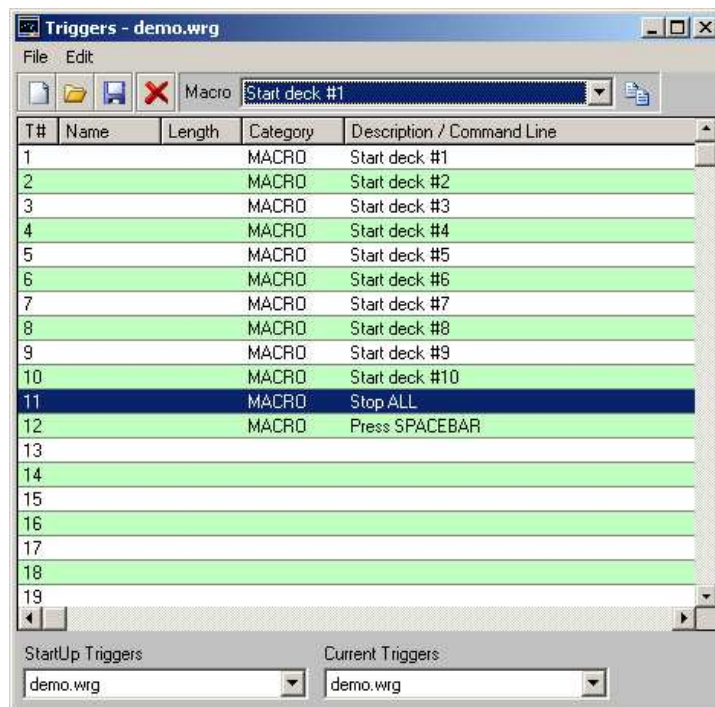 Triggers - demo.wrg
File Edit
Macro Start deck #1
T# Name Length Category Description / Command Line
1 MACRO Start deck #1
2 MACRO Start deck #2
3 MACRO Start deck #3
4 MACRO Start deck #4
5 MACRO Start deck #5
6 MACRO Start deck #6
7 MACRO Start deck #7
8 MACRO Start deck #8
9 MACRO Start deck #9
10 MACRO Start deck #10
11 MACRO Stop ALL
12 MACRO Press SPACEBAR
13
14
15
16
17
18
19
StartUp Triggers Current Triggers
demo.wrg demo.wrg